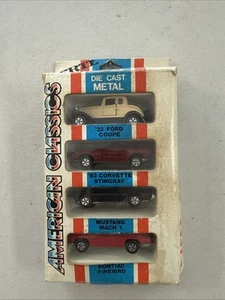 DIE CAST
METAL
AMERICAN CLASSICS
'32 FORD
COUPE
'63 CORVETTE
STINGRAY
MUSTANG
MACH 1
PONTIAC
FIREBIRD